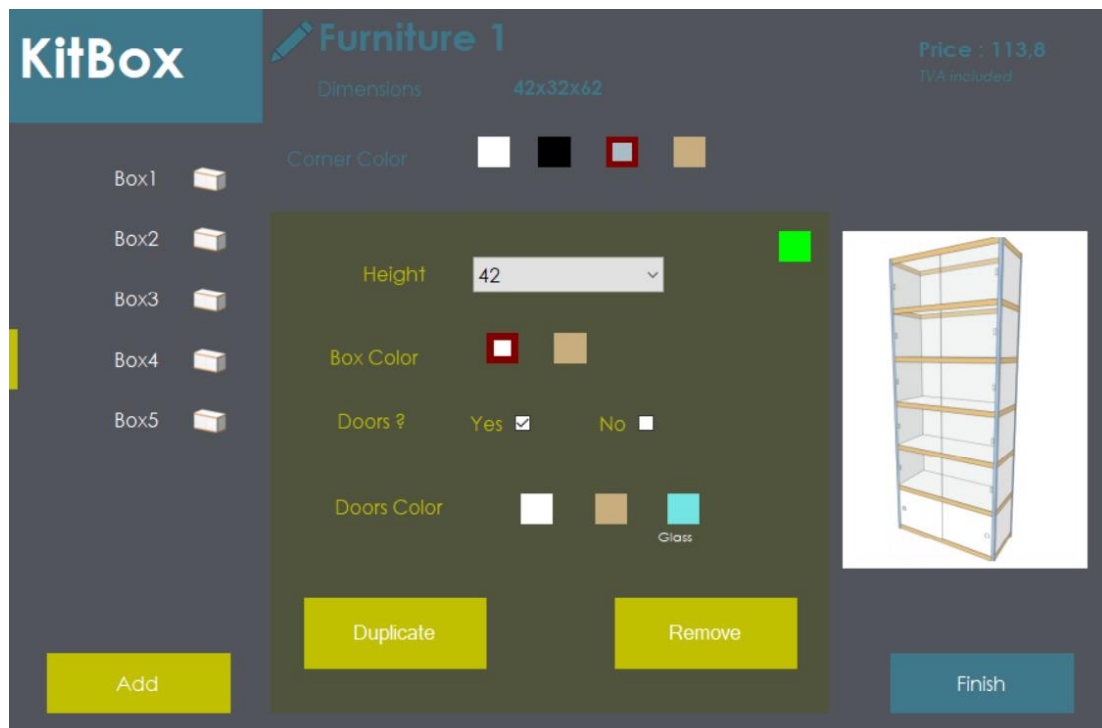 KitBox
Furniture 1
Price : 113,8
TVA included
Dimensions 42x32x62
Corner Color
Box1
Box2
Box3
Box4
Box5
Height 42
Box Color
Doors ? Yes No
Doors Color
Glass
Duplicate Remove
Add
Finish